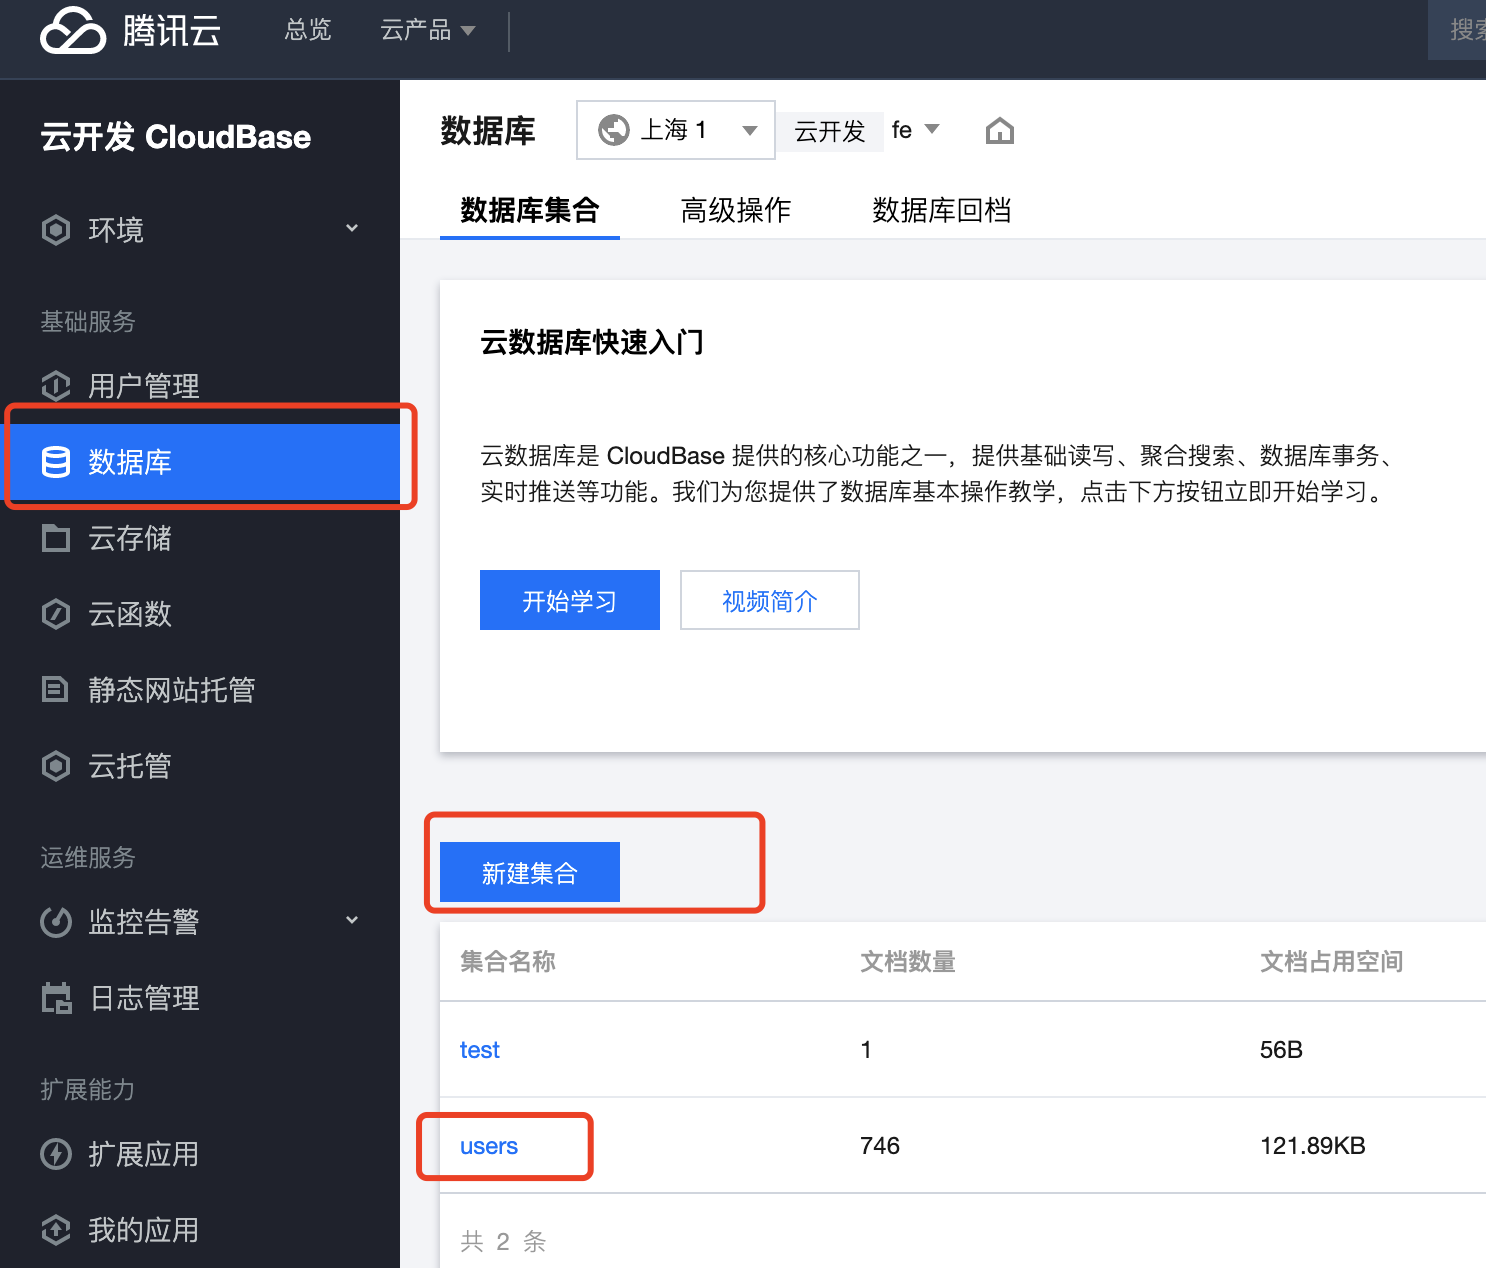 腾讯云
总览
云产品
云开发 CloudBase
环境
基础服务
用户管理
数据库
云存储
云函数
静态网站托管
云托管
运维服务
监控告警
日志管理
扩展能力
扩展应用
我的应用
数据库
上海 1
云开发
fe
数据库集合
高级操作
数据库回档
云数据库快速入门
云数据库是 CloudBase 提供的核心功能之一，提供基础读写、聚合搜索、数据库事务、
实时推送等功能。我们为您提供了数据库基本操作教学，点击下方按钮立即开始学习。
开始学习
视频简介
新建集合
集合名称 文档数量 文档占用空间
test 1 56B
users 746 121.89KB
共 2 条